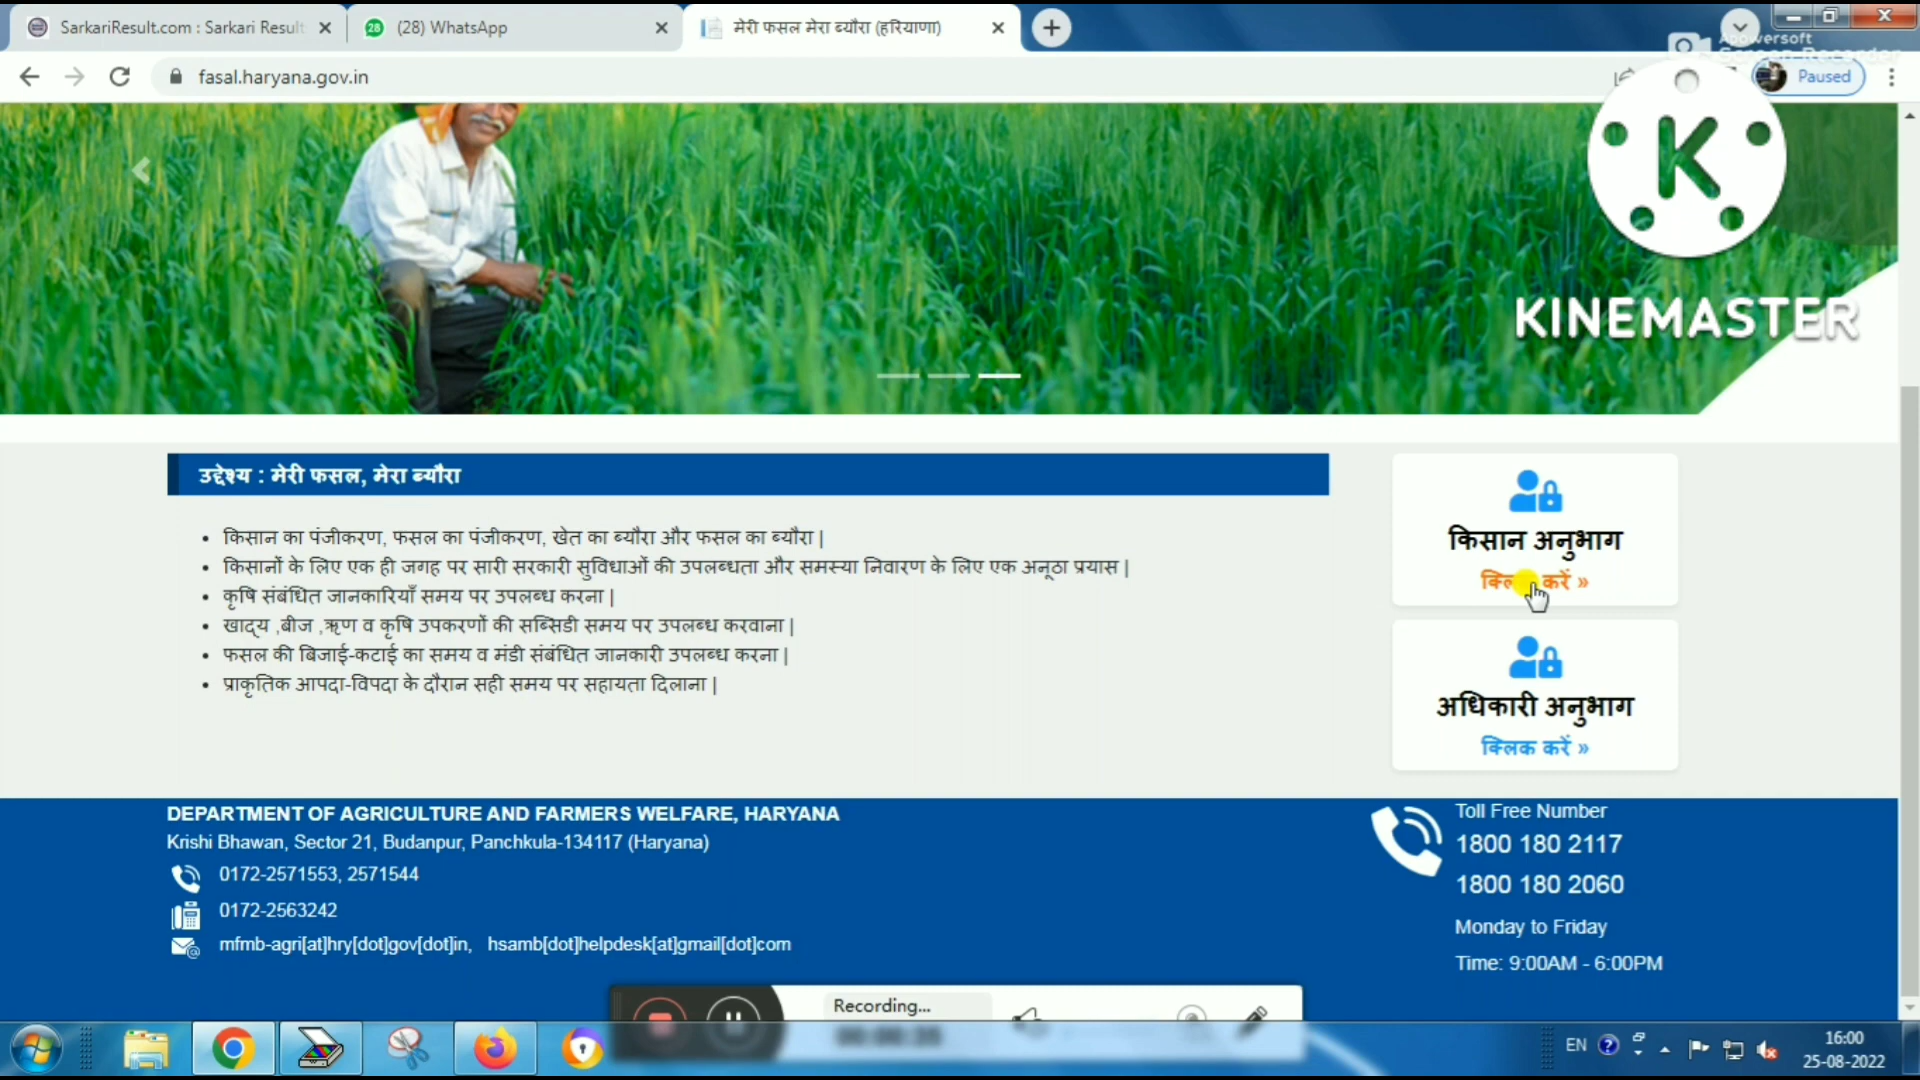 SarkariResult.com : Sarkari Result
(28) WhatsApp
मेरी फसल मेरा ब्यौरा (हरियाणा)
Apowersoft
Screen Recorder
fasal.haryana.gov.in
Paused
K
KINEMASTER
उद्देश्य : मेरी फसल, मेरा ब्यौरा
किसान का पंजीकरण, फसल का पंजीकरण, खेत का ब्यौरा और फसल का ब्यौरा |
किसानों के लिए एक ही जगह पर सारी सरकारी सुविधाओं की उपलब्धता और समस्या निवारण के लिए एक अनूठा प्रयास |
कृषि संबंधित जानकारियाँ समय पर उपलब्ध करना |
खाद्य ,बीज ,ऋण व कृषि उपकरणों की सब्सिडी समय पर उपलब्ध करवाना |
फसल की बिजाई-कटाई का समय व मंडी संबंधित जानकारी उपलब्ध करना |
प्राकृतिक आपदा-विपदा के दौरान सही समय पर सहायता दिलाना |
किसान अनुभाग
क्लिक करें »
अधिकारी अनुभाग
क्लिक करें »
DEPARTMENT OF AGRICULTURE AND FARMERS WELFARE, HARYANA
Krishi Bhawan, Sector 21, Budanpur, Panchkula-134117 (Haryana)
0172-2571553, 2571544
0172-2563242
mfmb-agri[at]hry[dot]gov[dot]in, hsamb[dot]helpdesk[at]gmail[dot]com
Toll Free Number
1800 180 2117
1800 180 2060
Monday to Friday
Time: 9:00AM - 6:00PM
Recording...
EN
16:00
25-08-2022